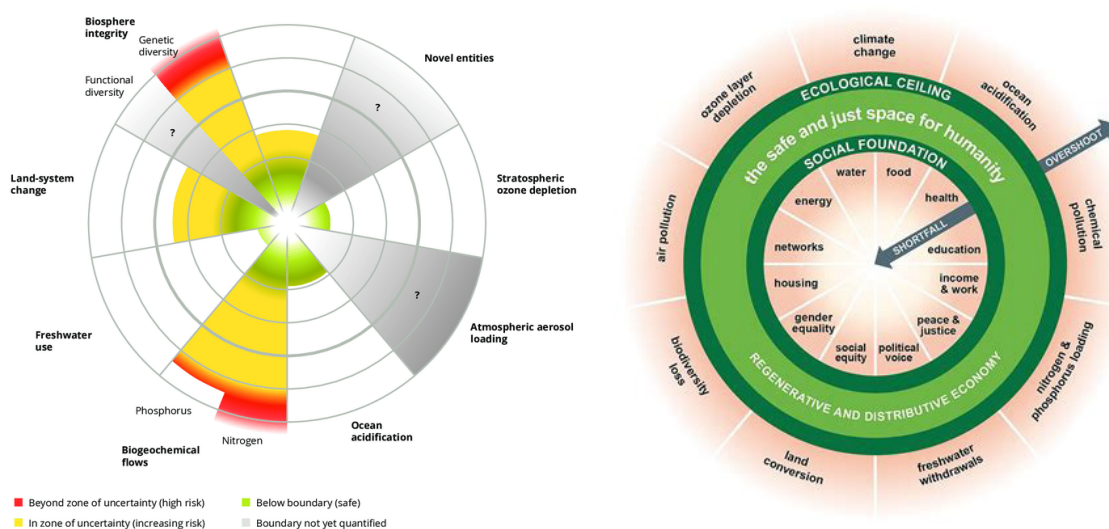 Biosphere
integrity
Genetic
diversity
Functional
diversity
?
Novel entities
?
Land-system
change
Stratospheric
ozone depletion
Freshwater
use
?
Atmospheric aerosol
loading
Phosphorus
Biogeochemical
flows
Nitrogen
Ocean
acidification
Beyond zone of uncertainty (high risk)
In zone of uncertainty (increasing risk)
Below boundary (safe)
Boundary not yet quantified
climate
change
ozone layer
depletion
ocean
acidification
ECOLOGICAL CEILING
the safe and just space for humanity
SOCIAL FOUNDATION
OVERSHOOT
water
food
energy
health
SHORTFALL
air pollution
chemical
pollution
networks
education
housing
income
& work
gender
equality
peace &
justice
social
equity
political
voice
REGENERATIVE AND DISTRIBUTIVE ECONOMY
biodiversity
loss
nitrogen &
phosphorus loading
land
conversion
freshwater
withdrawals